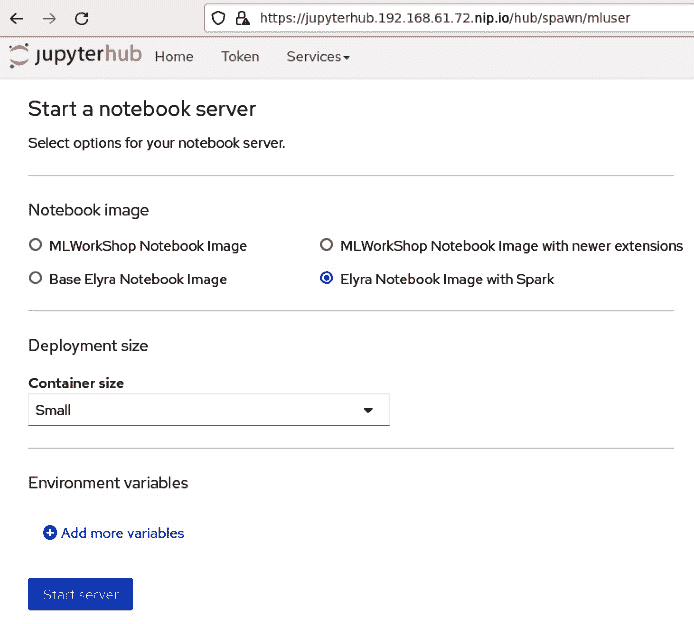 https://jupyterhub.192.168.61.72.nip.io/hub/spawn/mluser
jupyterhub Home Token Services
Start a notebook server
Select options for your notebook server.
Notebook image
MLWorkShop Notebook Image MLWorkShop Notebook Image with newer extensions
Base Elyra Notebook Image Elyra Notebook Image with Spark
Deployment size
Container size
Small
Environment variables
Add more variables
Start server